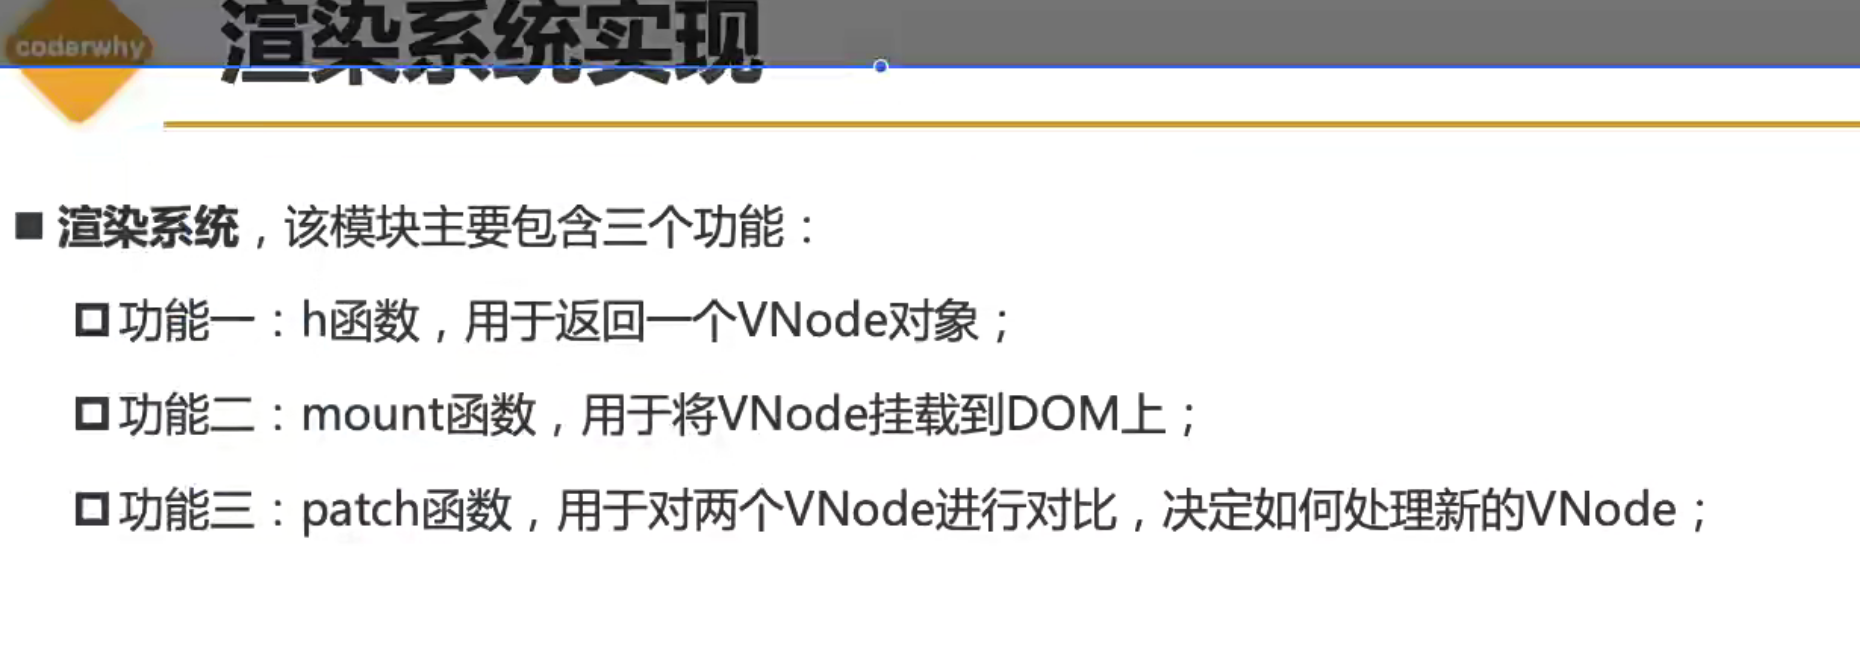 coderwhy
渲染系统实现
渲染系统，该模块主要包含三个功能：
功能一：h函数，用于返回一个VNode对象；
功能二：mount函数，用于将VNode挂载到DOM上；
功能三：patch函数，用于对两个VNode进行对比，决定如何处理新的VNode；